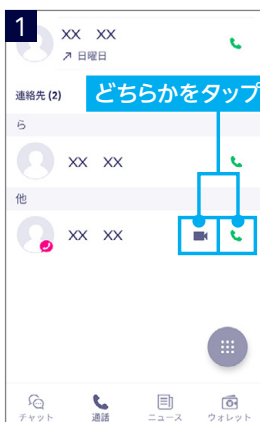 1
XX XX
↗ 日曜日
連絡先 (2)
どちらかをタップ
ら
XX XX
他
XX XX
チャット
通話
ニュース
ウォレット